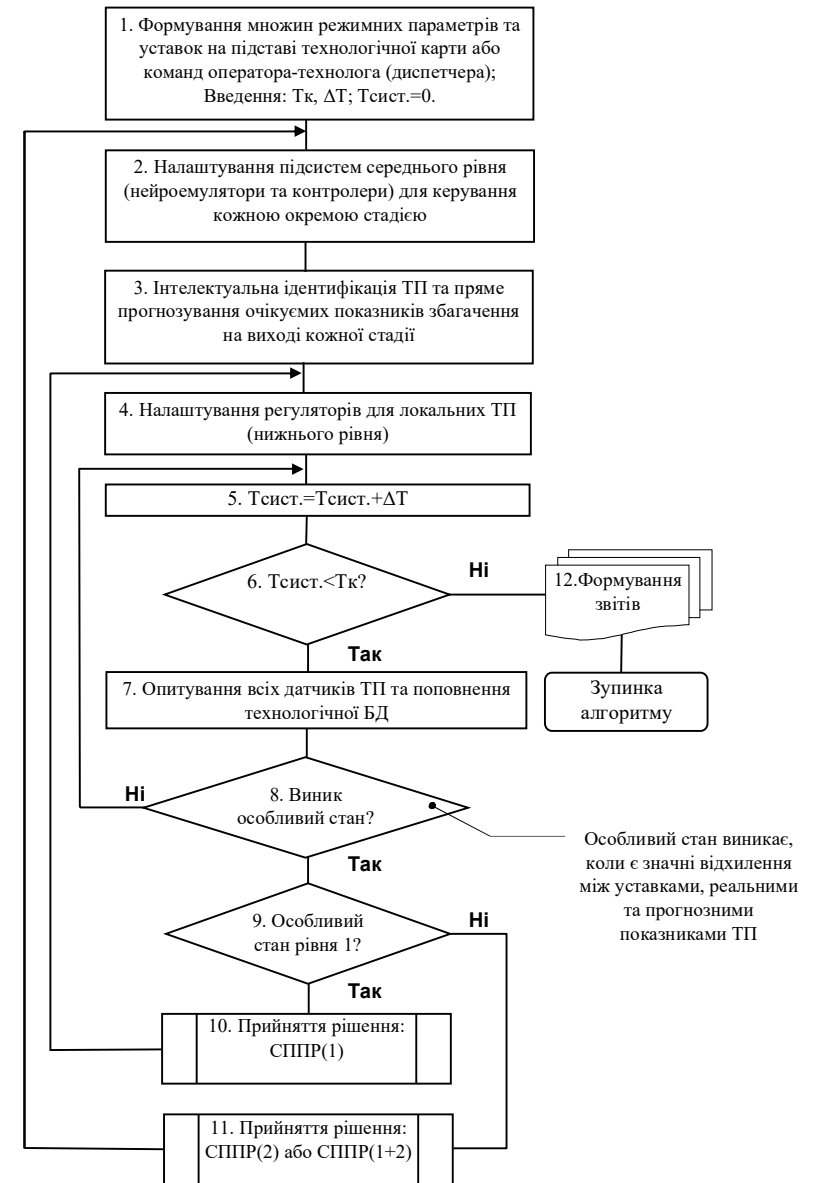 1. Формування множин режимних параметрів та
уставок на підставі технологічної карти або
команд оператора-технолога (диспетчера);
Введення: Тк, ΔТ; Тсист.=0.
2. Налаштування підсистем середнього рівня
(нейроемулятори та контролери) для керування
кожною окремою стадією
3. Інтелектуальна ідентифікація ТП та пряме
прогнозування очікуємих показників збагачення
на виході кожної стадії
4. Налаштування регуляторів для локальних ТП
(нижнього рівня)
5. Тсист.=Тсист.+ΔТ
6. Тсист.<Тк?
Ні
12.Формування
звітів
Так
Зупинка
алгоритму
7. Опитування всіх датчиків ТП та поповнення
технологічної БД
Ні
8. Виник
особливий стан?
Особливий стан виникає,
коли є значні відхилення
між уставками, реальними
та прогнозними
показниками ТП
Так
9. Особливий
стан рівня 1?
Ні
Так
10. Прийняття рішення:
СППР(1)
11. Прийняття рішення:
СППР(2) або СППР(1+2)